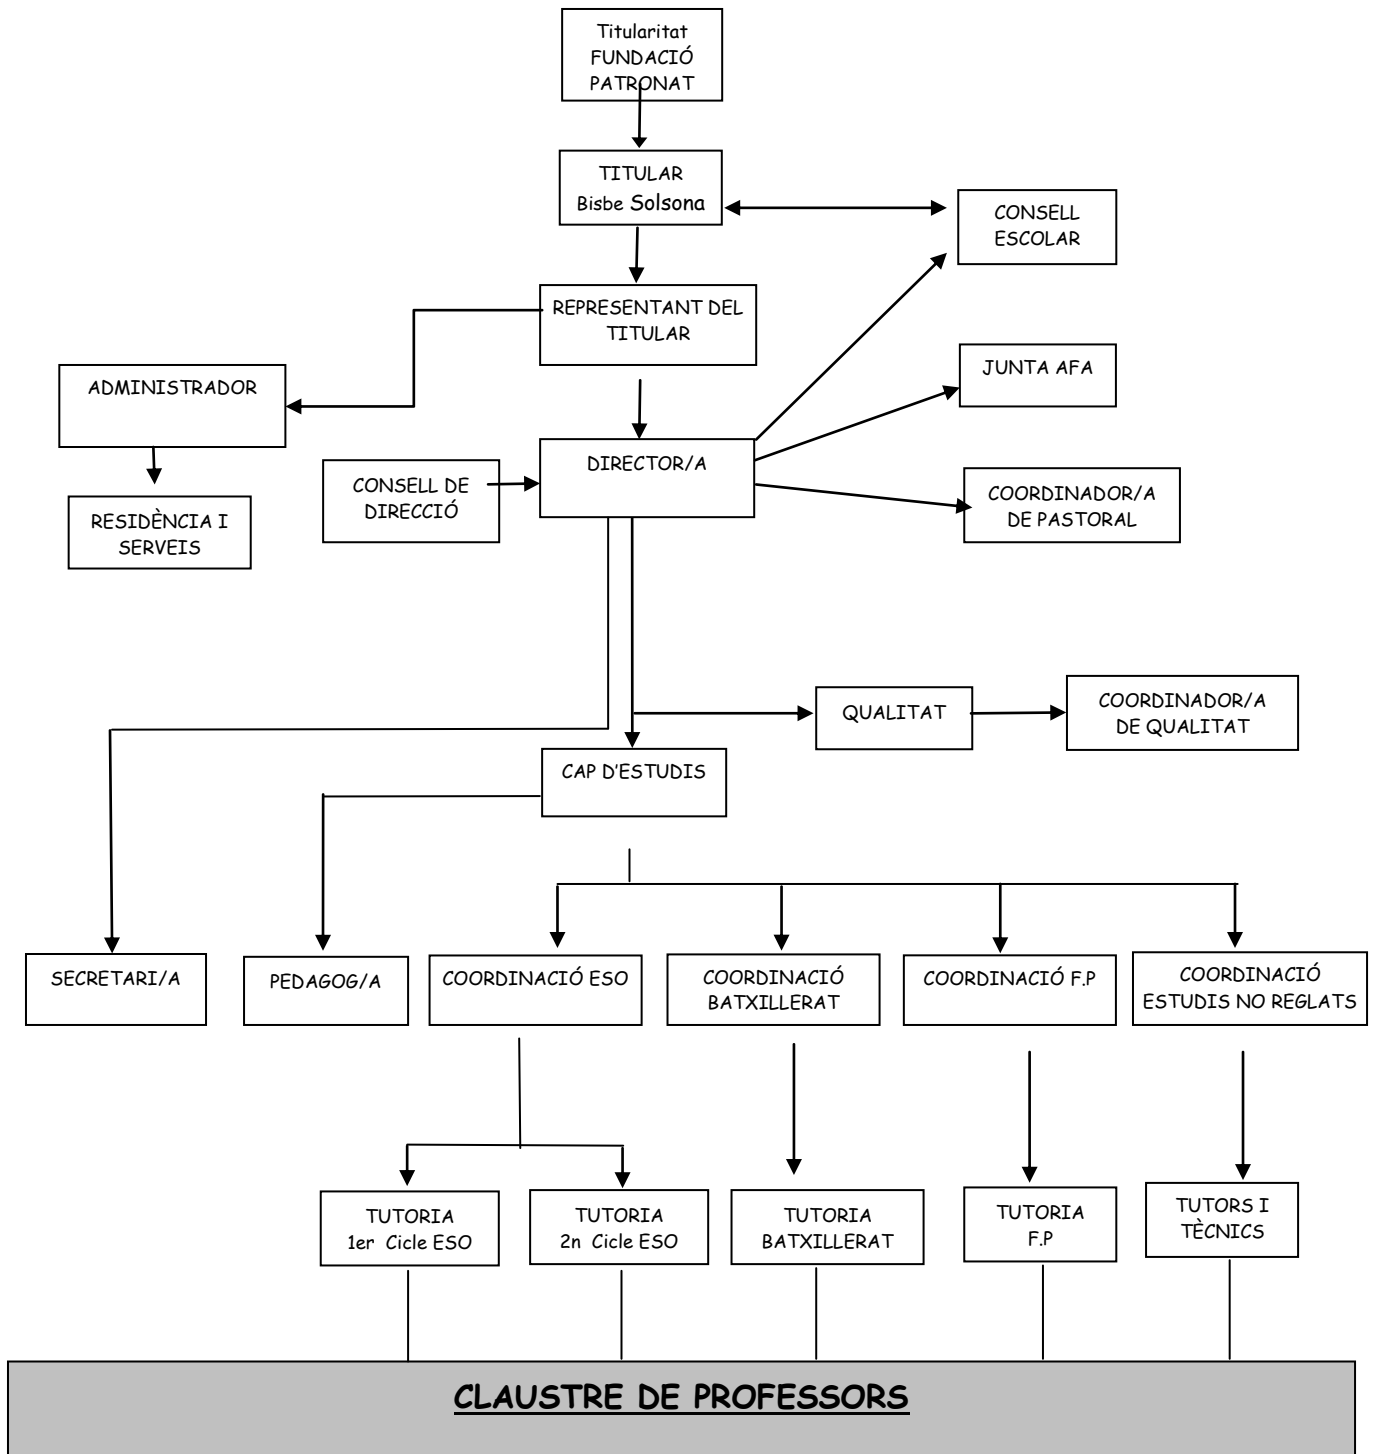 Titularitat
FUNDACIÓ
PATRONAT
TITULAR
Bisbe Solsona
CONSELL
ESCOLAR
REPRESENTANT DEL
TITULAR
JUNTA AFA
ADMINISTRADOR
DIRECTOR/A
CONSELL DE
DIRECCIÓ
COORDINADOR/A
DE PASTORAL
RESIDÈNCIA I
SERVEIS
QUALITAT
COORDINADOR/A
DE QUALITAT
CAP D'ESTUDIS
SECRETARI/A
PEDAGOG/A
COORDINACIÓ ESO
COORDINACIÓ
BATXILLERAT
COORDINACIÓ F.P
COORDINACIÓ
ESTUDIS NO REGLATS
TUTORIA
1er Cicle ESO
TUTORIA
2n Cicle ESO
TUTORIA
BATXILLERAT
TUTORIA
F.P
TUTORS I
TÈCNICS
CLAUSTRE DE PROFESSORS